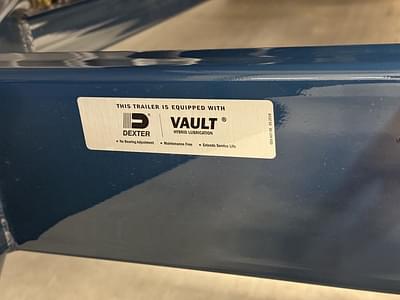 THIS TRAILER IS EQUIPPED WITH
DEXTER
VAULT®
HYBRID LUBRICATION
• No Bearing Adjustment • Maintenance Free • Extends Service Life